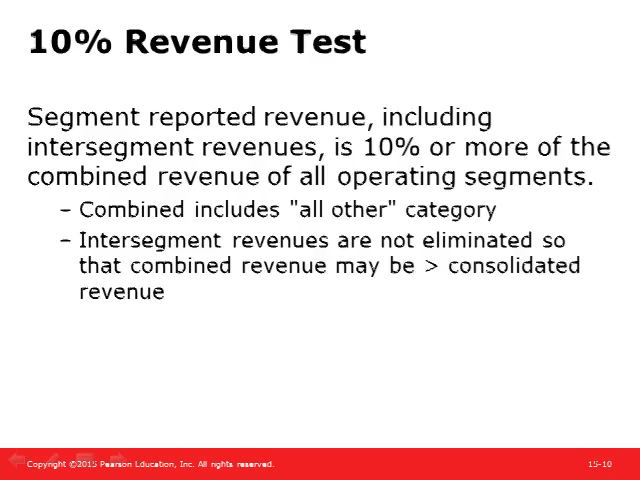 10% Revenue Test
Segment reported revenue, including
intersegment revenues, is 10% or more of the
combined revenue of all operating segments.
– Combined includes "all other" category
– Intersegment revenues are not eliminated so
that combined revenue may be > consolidated
revenue
Copyright ©2015 Pearson Education, Inc. All rights reserved.
15-10